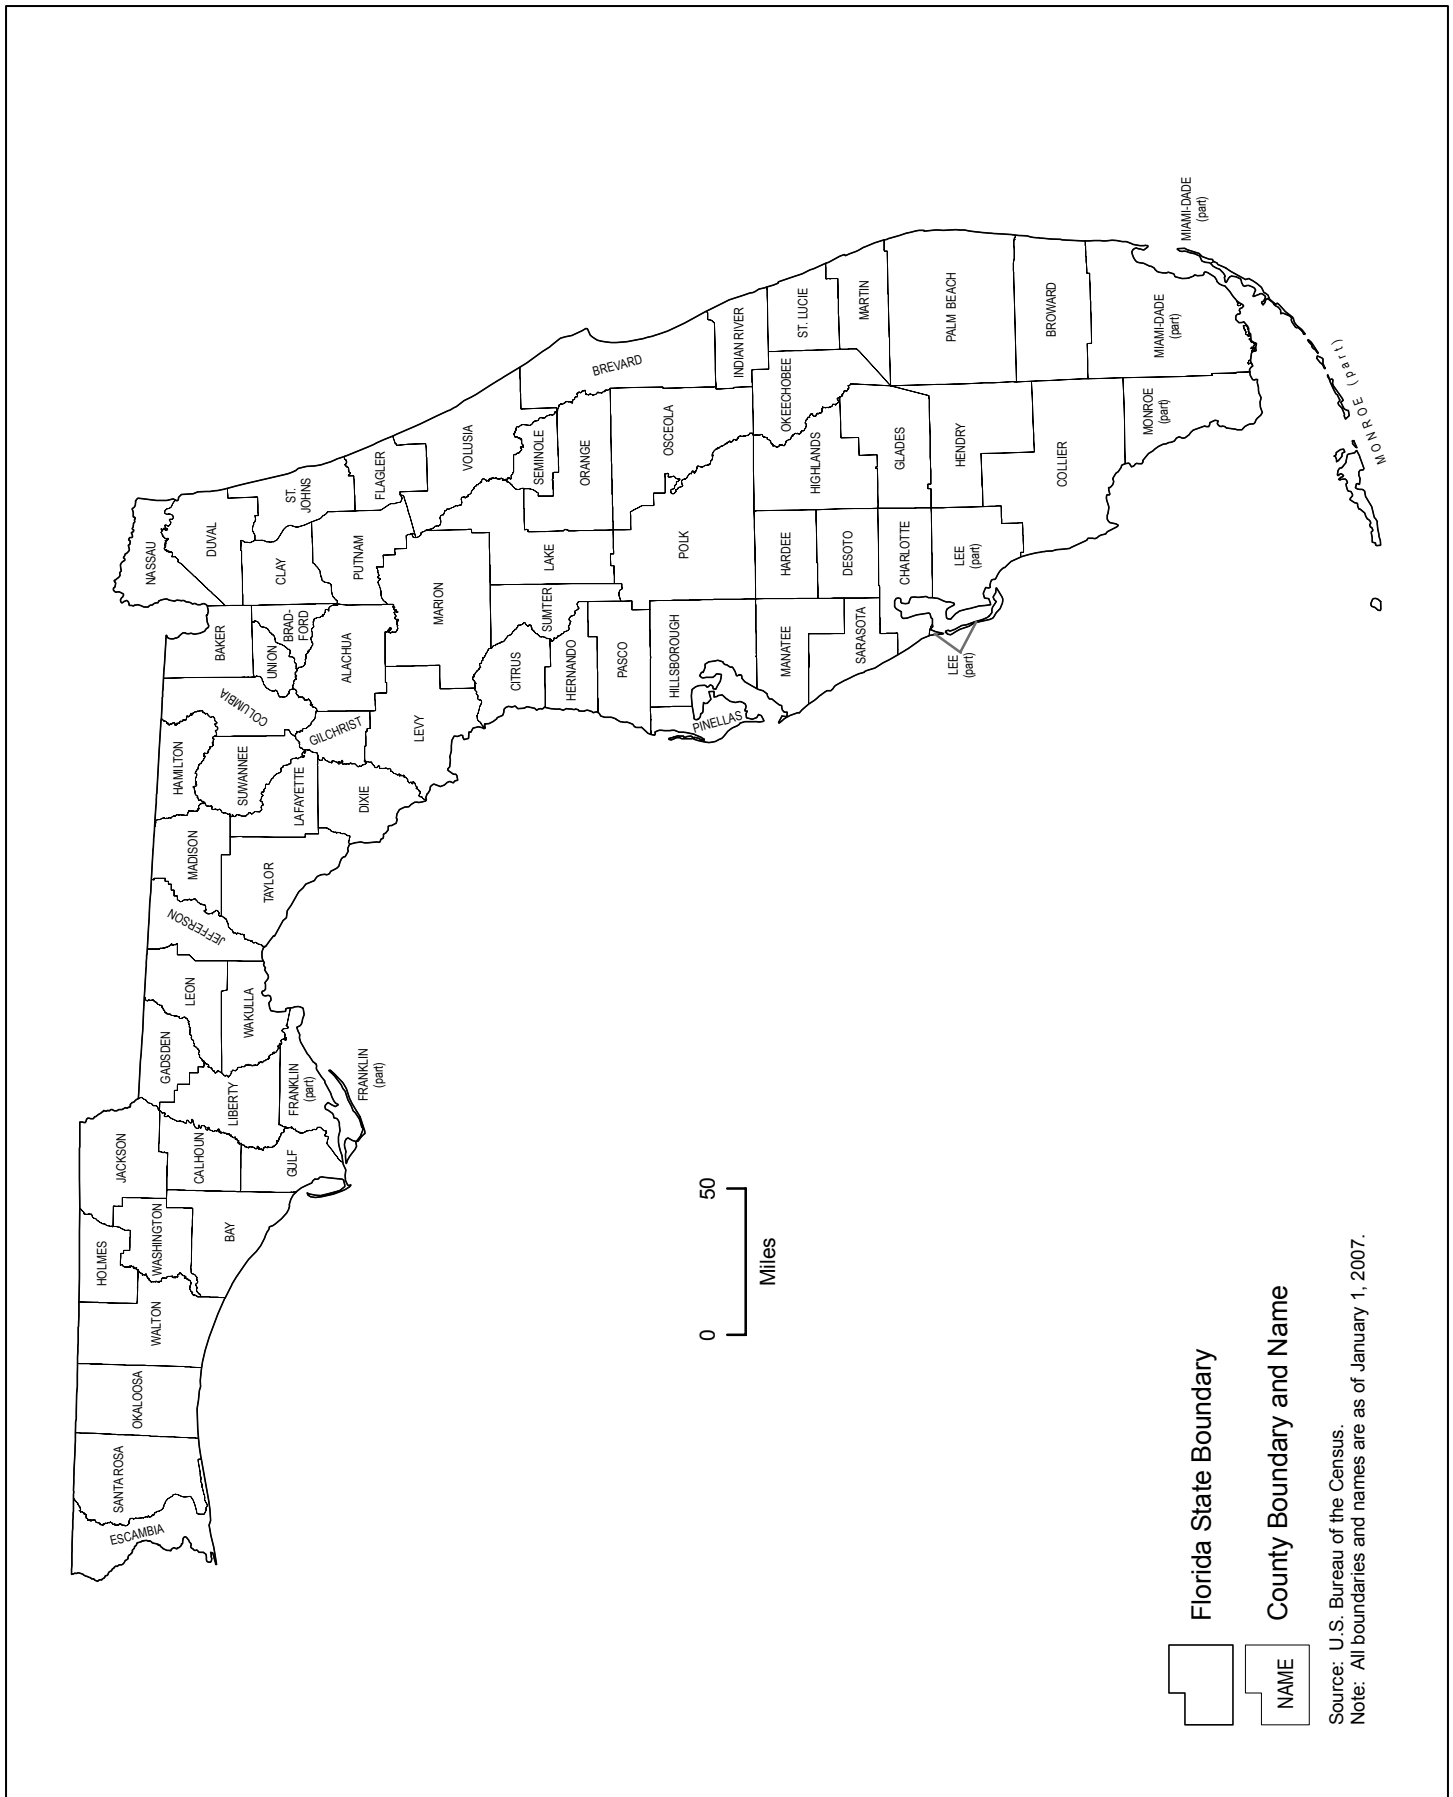 ESCAMBIA
SANTA ROSA
OKALOOSA
WALTON
HOLMES
WASHINGTON
BAY
JACKSON
CALHOUN
GULF
GADSDEN
LIBERTY
FRANKLIN
(part)
FRANKLIN
(part)
LEON
WAKULLA
JEFFERSON
MADISON
TAYLOR
HAMILTON
SUWANNEE
LAFAYETTE
DIXIE
COLUMBIA
GILCHRIST
LEVY
BAKER
UNION
BRAD-
FORD
ALACHUA
NASSAU
DUVAL
CLAY
ST.
JOHNS
PUTNAM
FLAGLER
MARION
VOLUSIA
CITRUS
SUMTER
LAKE
SEMINOLE
ORANGE
BREVARD
HERNANDO
PASCO
PINELLAS
HILLSBOROUGH
POLK
OSCEOLA
INDIAN RIVER
MANATEE
HARDEE
HIGHLANDS
OKEECHOBEE
ST. LUCIE
SARASOTA
DESOTO
MARTIN
CHARLOTTE
GLADES
PALM BEACH
LEE
(part)
LEE
(part)
HENDRY
COLLIER
BROWARD
MONROE
(part)
MIAMI-DADE
(part)
MIAMI-DADE
(part)
MONROE (part)
0
50
Miles
Florida State Boundary
NAME
County Boundary and Name
Source: U.S. Bureau of the Census.
Note: All boundaries and names are as of January 1, 2007.